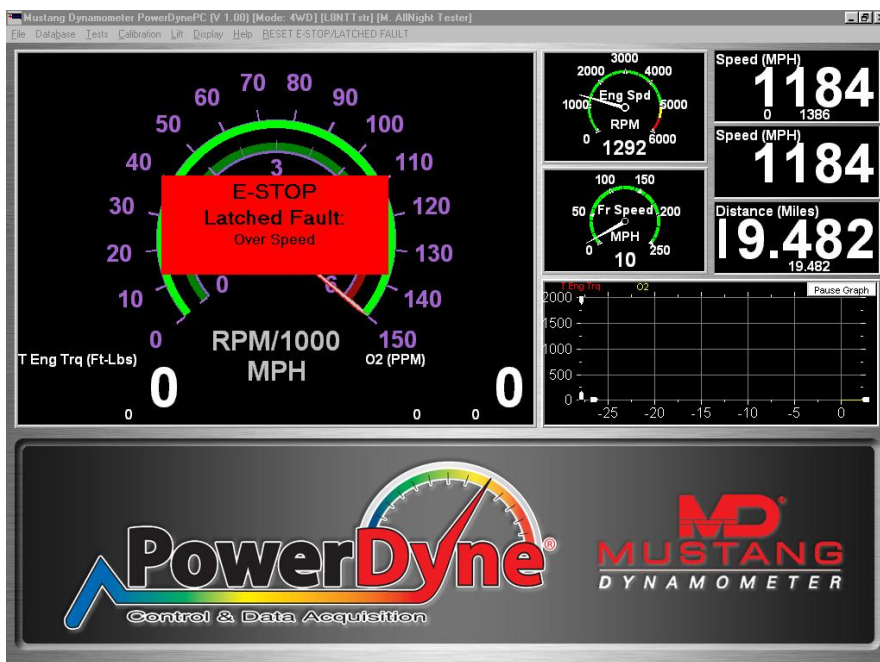 Mustang Dynamometer PowerDynePC (V 1.00) [Mode: 4WD] [L8NTTstr] [M. AllNight Tester]
File Database Tests Calibration Lift Display Help RESET E-STOP/LATCHED FAULT
0 10 20 30 40 50 60 70 80 90 100 110 120 130 140 150
0 3 6
E-STOP
Latched Fault:
Over Speed
RPM/1000
MPH
T Eng Trq (Ft-Lbs)
0
0
O2 (PPM)
0
0 0
0 1000 2000 3000 4000 5000 6000
Eng Spd
RPM
1292
0 50 100 150 200 250
Fr Speed
MPH
10
Speed (MPH)
1184
0 1386
Speed (MPH)
1184
Distance (Miles)
19.482
19.482
T Eng Trq O2 Pause Graph
2000
1500
1000
500
0
-25 -20 -15 -10 -5 0
PowerDyne®
Control & Data Acquisition
MD®
MUSTANG
DYNAMOMETER